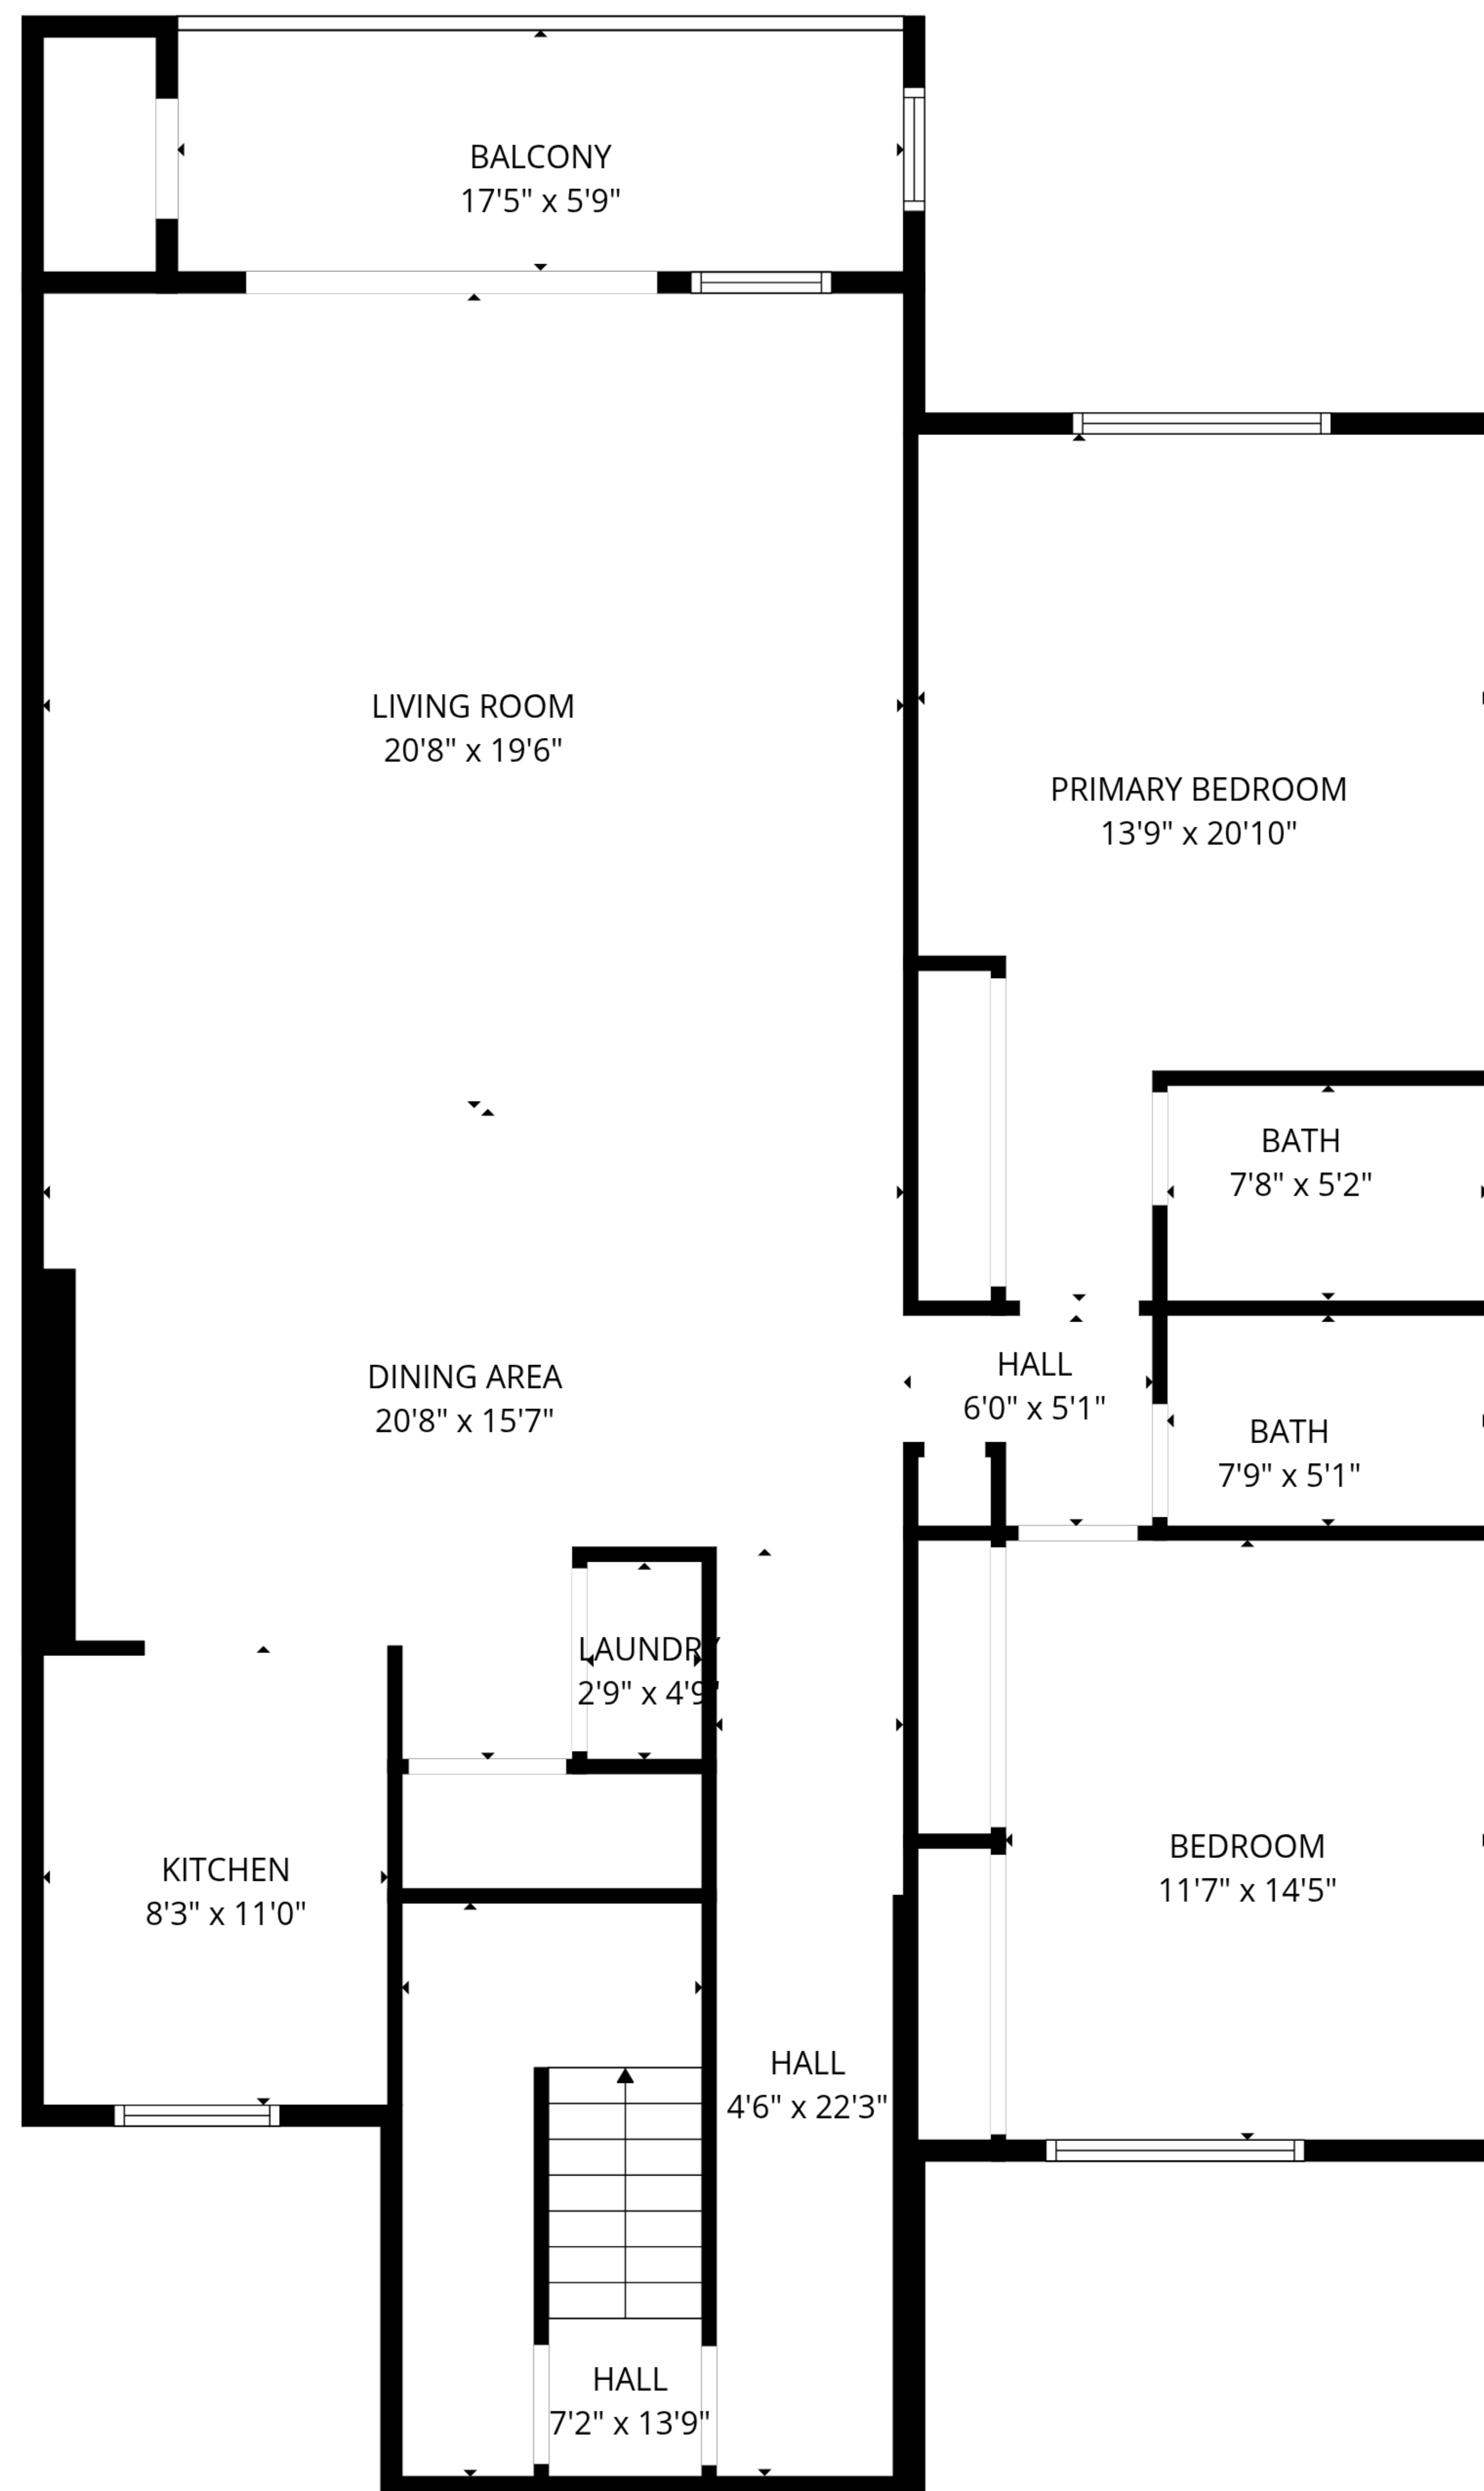 BALCONY
17'5" x 5'9"
LIVING ROOM
20'8" x 19'6"
PRIMARY BEDROOM
13'9" x 20'10"
BATH
7'8" x 5'2"
HALL
6'0" x 5'1"
DINING AREA
20'8" x 15'7"
BATH
7'9" x 5'1"
LAUNDRY
2'9" x 4'9"
KITCHEN
8'3" x 11'0"
BEDROOM
11'7" x 14'5"
HALL
4'6" x 22'3"
HALL
7'2" x 13'9"